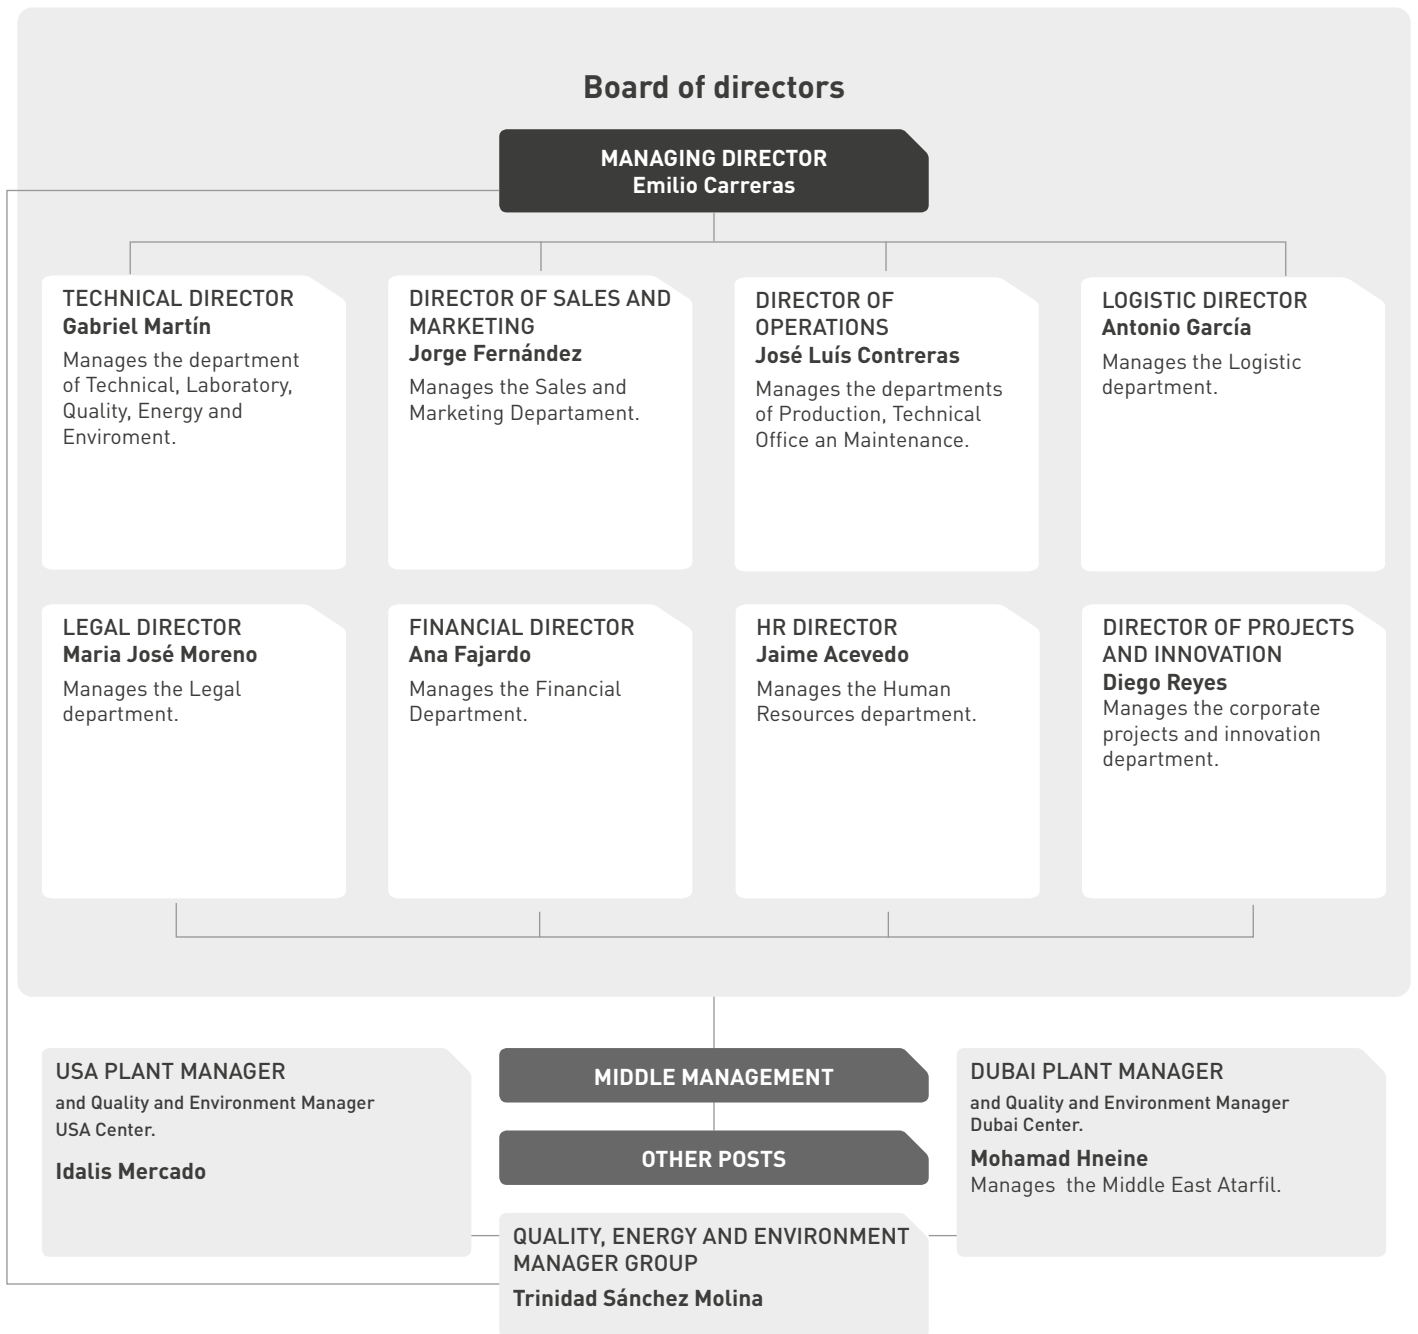 Board of directors
MANAGING DIRECTOR
Emilio Carreras
TECHNICAL DIRECTOR
Gabriel Martín
Manages the department
of Technical, Laboratory,
Quality, Energy and
Enviroment.
DIRECTOR OF SALES AND
MARKETING
Jorge Fernández
Manages the Sales and
Marketing Departament.
DIRECTOR OF
OPERATIONS
José Luís Contreras
Manages the departments
of Production, Technical
Office an Maintenance.
LOGISTIC DIRECTOR
Antonio García
Manages the Logistic
department.
LEGAL DIRECTOR
Maria José Moreno
Manages the Legal
department.
FINANCIAL DIRECTOR
Ana Fajardo
Manages the Financial
Department.
HR DIRECTOR
Jaime Acevedo
Manages the Human
Resources department.
DIRECTOR OF PROJECTS
AND INNOVATION
Diego Reyes
Manages the corporate
projects and innovation
department.
USA PLANT MANAGER
and Quality and Environment Manager
USA Center.
Idalis Mercado
MIDDLE MANAGEMENT
OTHER POSTS
DUBAI PLANT MANAGER
and Quality and Environment Manager
Dubai Center.
Mohamad Hneine
Manages  the Middle East Atarfil.
QUALITY, ENERGY AND ENVIRONMENT
MANAGER GROUP
Trinidad Sánchez Molina